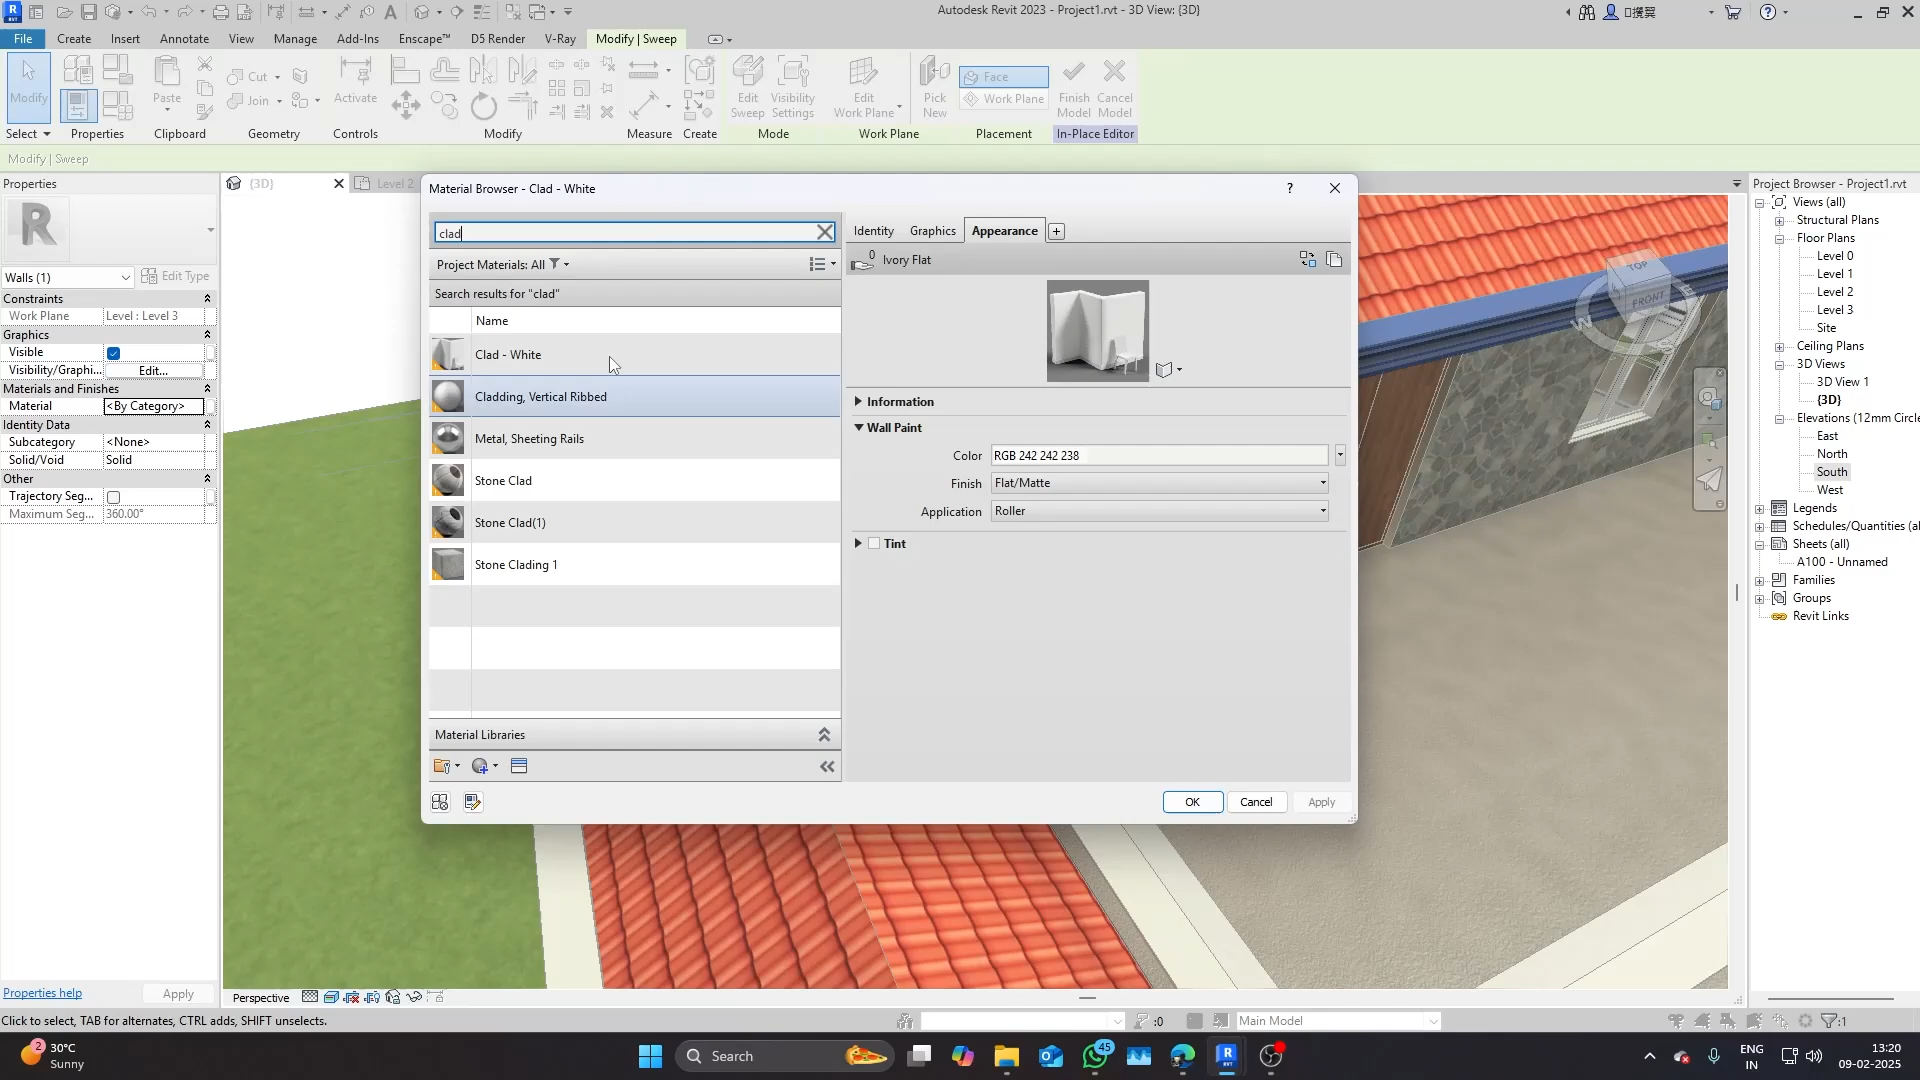 Autodesk Revit 2023 - Project1.rvt - 3D View: {3D}
File Create Insert Annotate Analyze Manage Add-Ins Enscape™ D5 Render V-Ray Modify | Sweep
Modify
Paste
Cut
Join
Activate
Edit Sweep
Visibility Settings
Edit Work Plane
Pick New
Face
Work Plane
Finish Model
Cancel Model
Select Properties Clipboard Geometry Controls Modify Measure Create Mode Work Plane Placement In-Place Editor
Modify | Sweep
Properties
Walls (1)
Edit Type
Constraints
Work Plane Level : Level 3
Graphics
Visible
Visibility/Graphi... Edit...
Materials and Finishes
Material <By Category>
Identity Data
Subcategory <None>
Solid/Void Solid
Other
Trajectory Seg...
Maximum Seg... 360.00°
Properties help
Apply
{3D}
Level 2
Material Browser - Clad - White
?
clad
Project Materials: All
Search results for "clad"
Name
Clad - White
Cladding, Vertical Ribbed
Metal, Sheeting Rails
Stone Clad
Stone Clad(1)
Stone Clading 1
Material Libraries
Identity Graphics Appearance +
0 Ivory Flat
Information
Wall Paint
Color RGB 242 242 238
Finish Flat/Matte
Application Roller
Tint
OK
Cancel
Apply
TOP
FRONT
W
Project Browser - Project1.rvt
Views (all)
Structural Plans
Floor Plans
Level 0
Level 1
Level 2
Level 3
Site
Ceiling Plans
3D Views
3D View 1
{3D}
Elevations (12mm Circle
East
North
South
West
Legends
Schedules/Quantities (al
Sheets (all)
A100 - Unnamed
Families
Groups
Revit Links
Perspective
Click to select, TAB for alternates, CTRL adds, SHIFT unselects.
:0
Main Model
:1
2
30°C
Sunny
Search
45
ENG
IN
13:20
09-02-2025